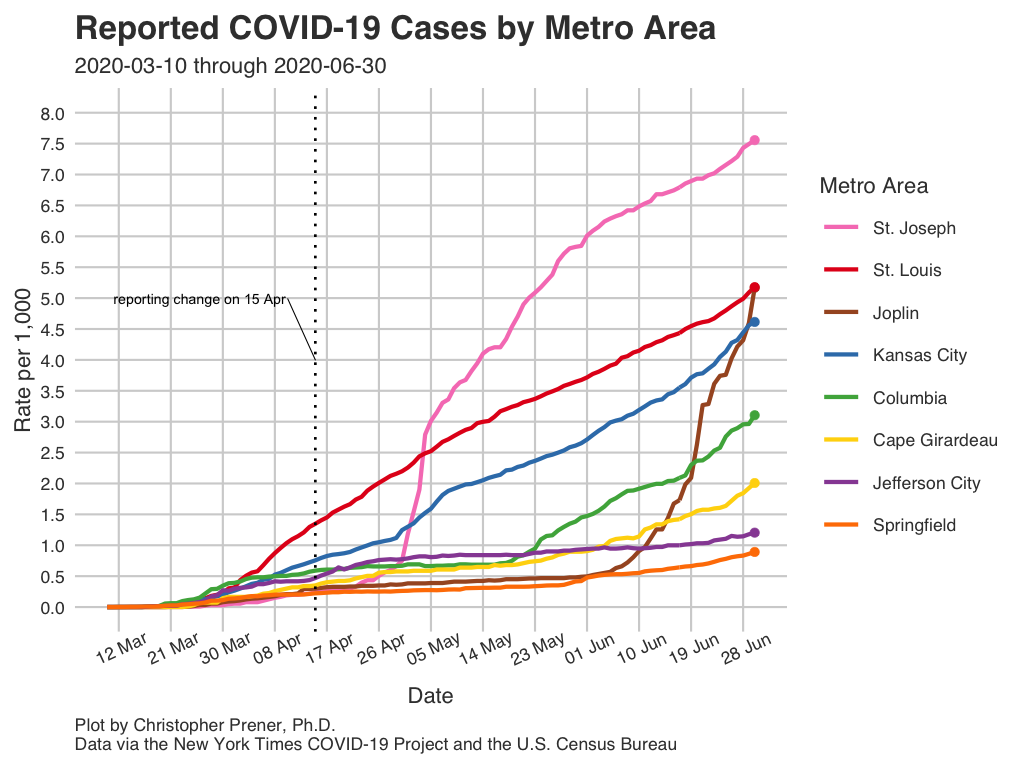 Reported COVID-19 Cases by Metro Area
2020-03-10 through 2020-06-30
8.0
7.5
7.0
6.5
6.0
5.5
5.0
4.5
4.0
3.5
3.0
2.5
2.0
1.5
1.0
0.5
0.0
Rate per 1,000
reporting change on 15 Apr
12 Mar
21 Mar
30 Mar
08 Apr
17 Apr
26 Apr
05 May
14 May
23 May
01 Jun
10 Jun
19 Jun
28 Jun
Date
Metro Area
St. Joseph
St. Louis
Joplin
Kansas City
Columbia
Cape Girardeau
Jefferson City
Springfield
Plot by Christopher Prener, Ph.D.
Data via the New York Times COVID-19 Project and the U.S. Census Bureau